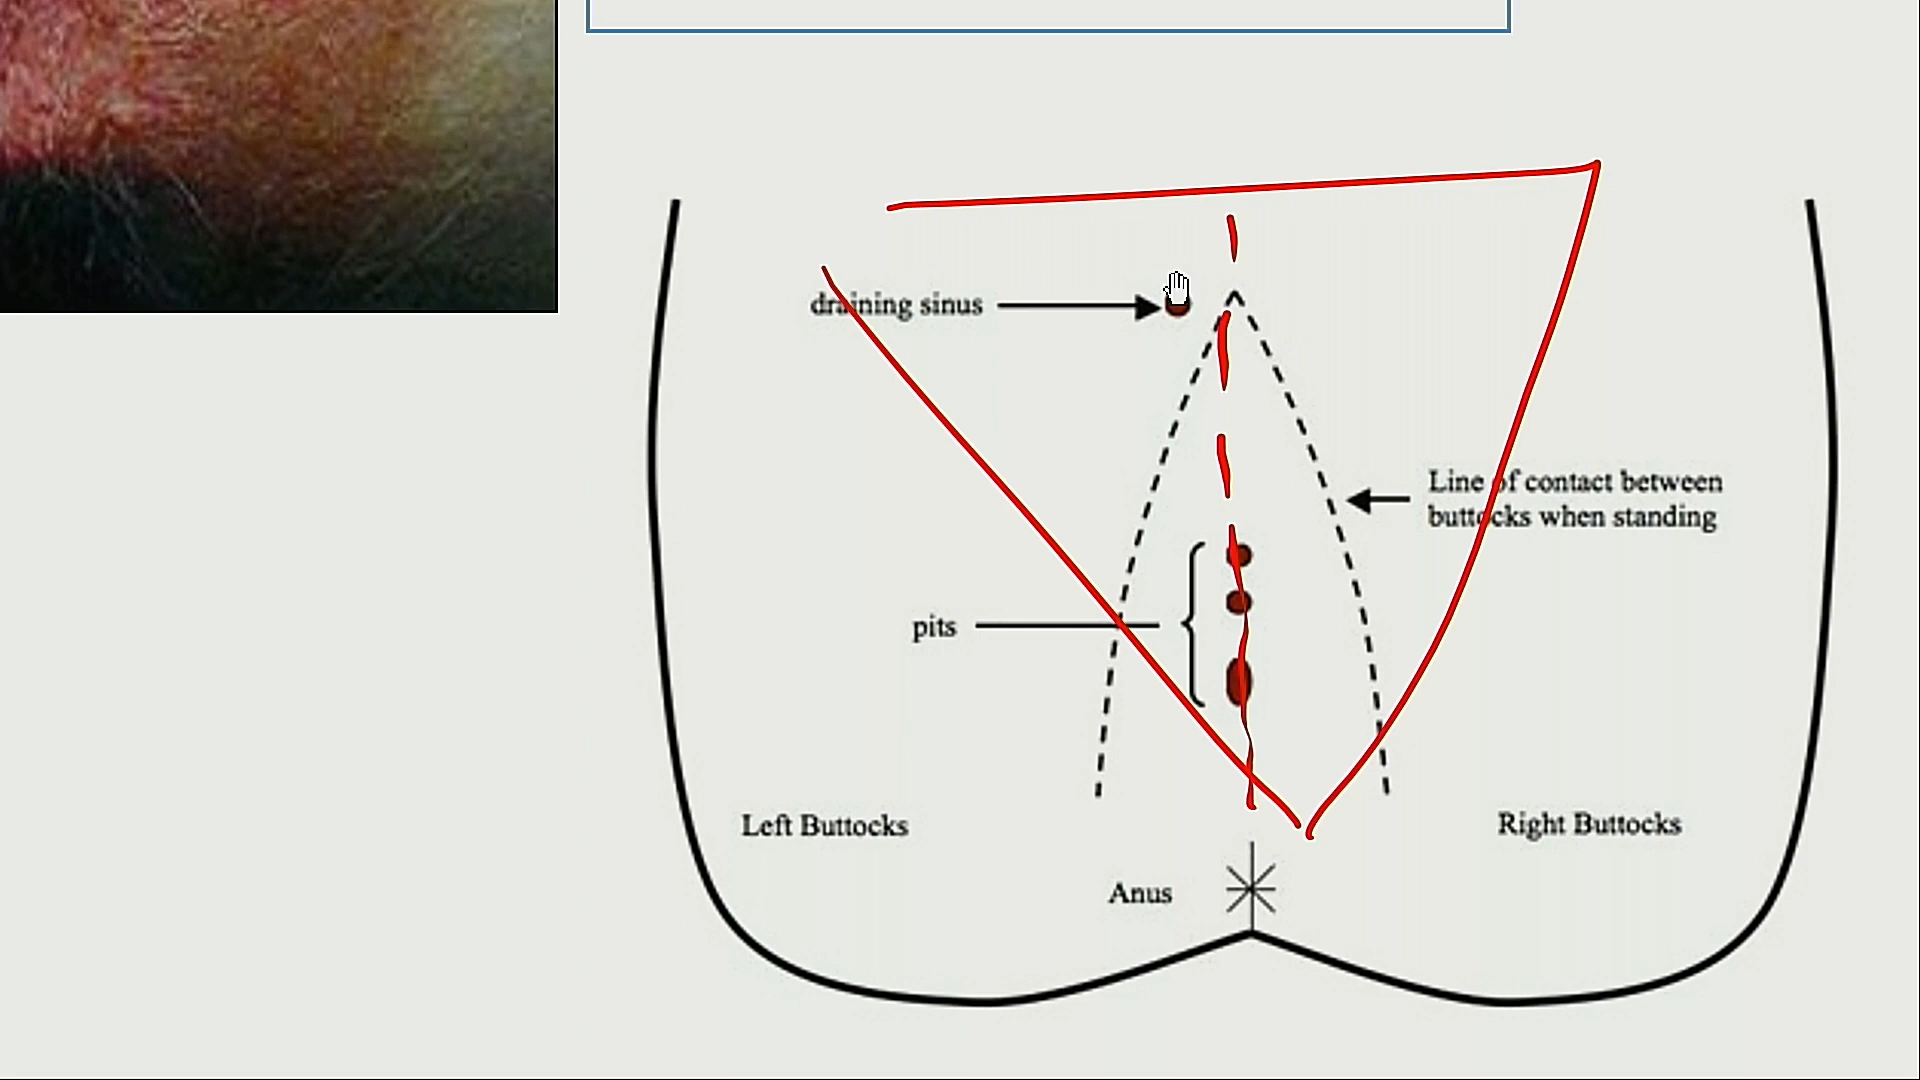 draining sinus
Line of contact between
buttocks when standing
pits
Left Buttocks
Right Buttocks
Anus